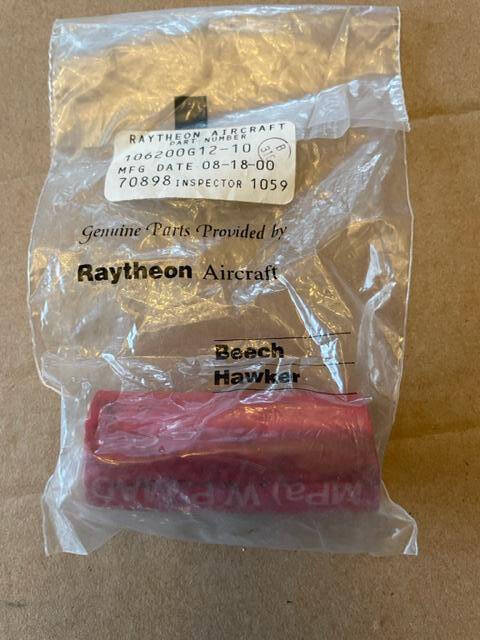 RAYTHEON AIRCRAFT
PART NUMBER
106200G12-10
MFG DATE 08-18-00
70898 INSPECTOR 1059
Genuine Parts Provided by
Raytheon Aircraft
Beech
Hawker
MPa) W.P.